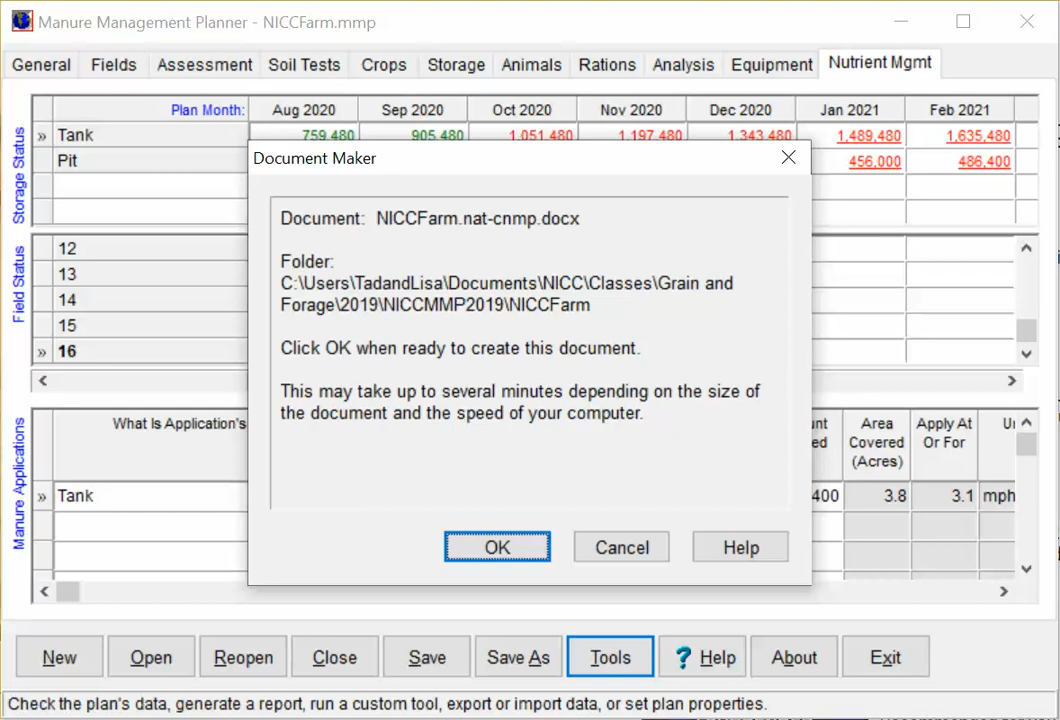 Manure Management Planner - NICCFarm.mmp
General Fields Assessment Soil Tests Crops Storage Animals Rations Analysis Equipment Nutrient Mgmt
Storage Status
Plan Month: Aug 2020 Sep 2020 Oct 2020 Nov 2020 Dec 2020 Jan 2021 Feb 2021
» Tank 759,480 905,480 1,051,480 1,197,480 1,343,480 1,489,480 1,635,480
Pit 456,000 486,400
Document Maker
Document: NICCFarm.nat-cnmp.docx
Folder:
C:\Users\TadandLisa\Documents\NICC\Classes\Grain and
Forage\2019\NICCMMP2019\NICCFarm
Click OK when ready to create this document.
This may take up to several minutes depending on the size of
the document and the speed of your computer.
OK Cancel Help
Field Status
12
13
14
15
» 16
Manure Applications
What Is Application's
Area
Covered
(Acres)
Apply At
Or For
» Tank 400 3.8 3.1 mph
New Open Reopen Close Save Save As Tools ? Help About Exit
Check the plan's data, generate a report, run a custom tool, export or import data, or set plan properties.